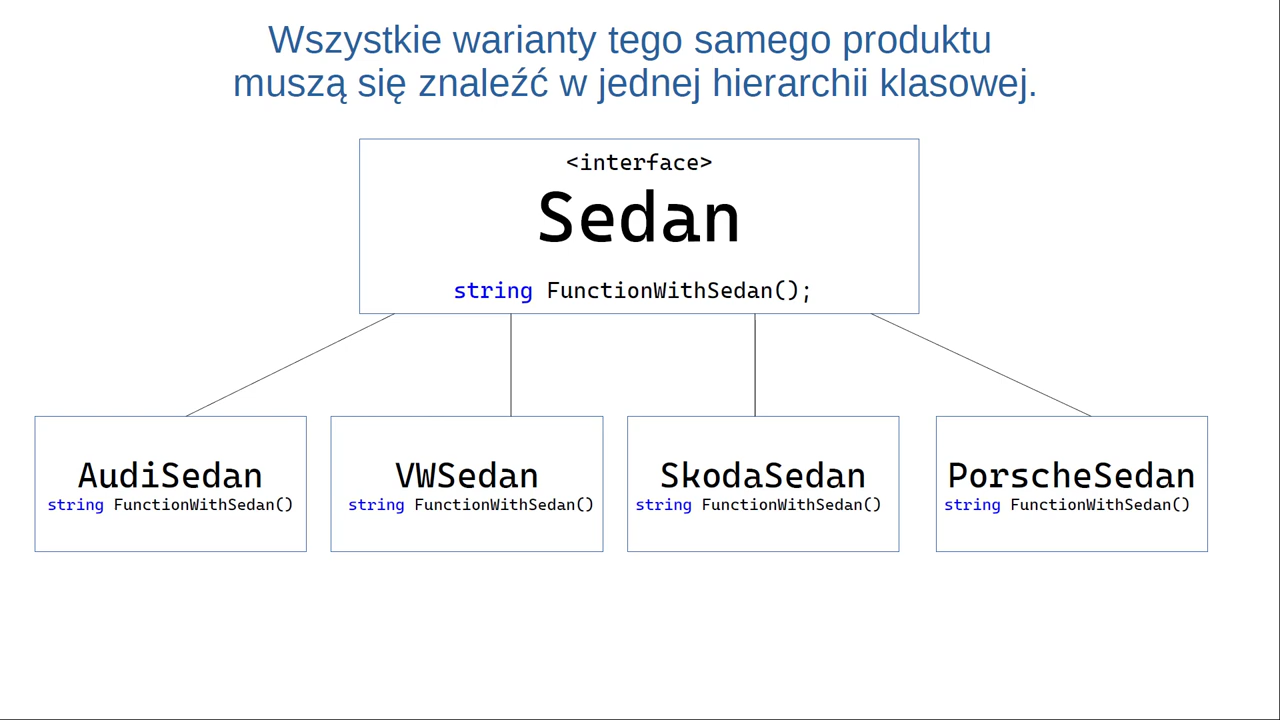 Wszystkie warianty tego samego produktu
muszą się znaleźć w jednej hierarchii klasowej.
<interface>
Sedan
string FunctionWithSedan();
AudiSedan
string FunctionWithSedan()
VWSedan
string FunctionWithSedan()
SkodaSedan
string FunctionWithSedan()
PorscheSedan
string FunctionWithSedan()